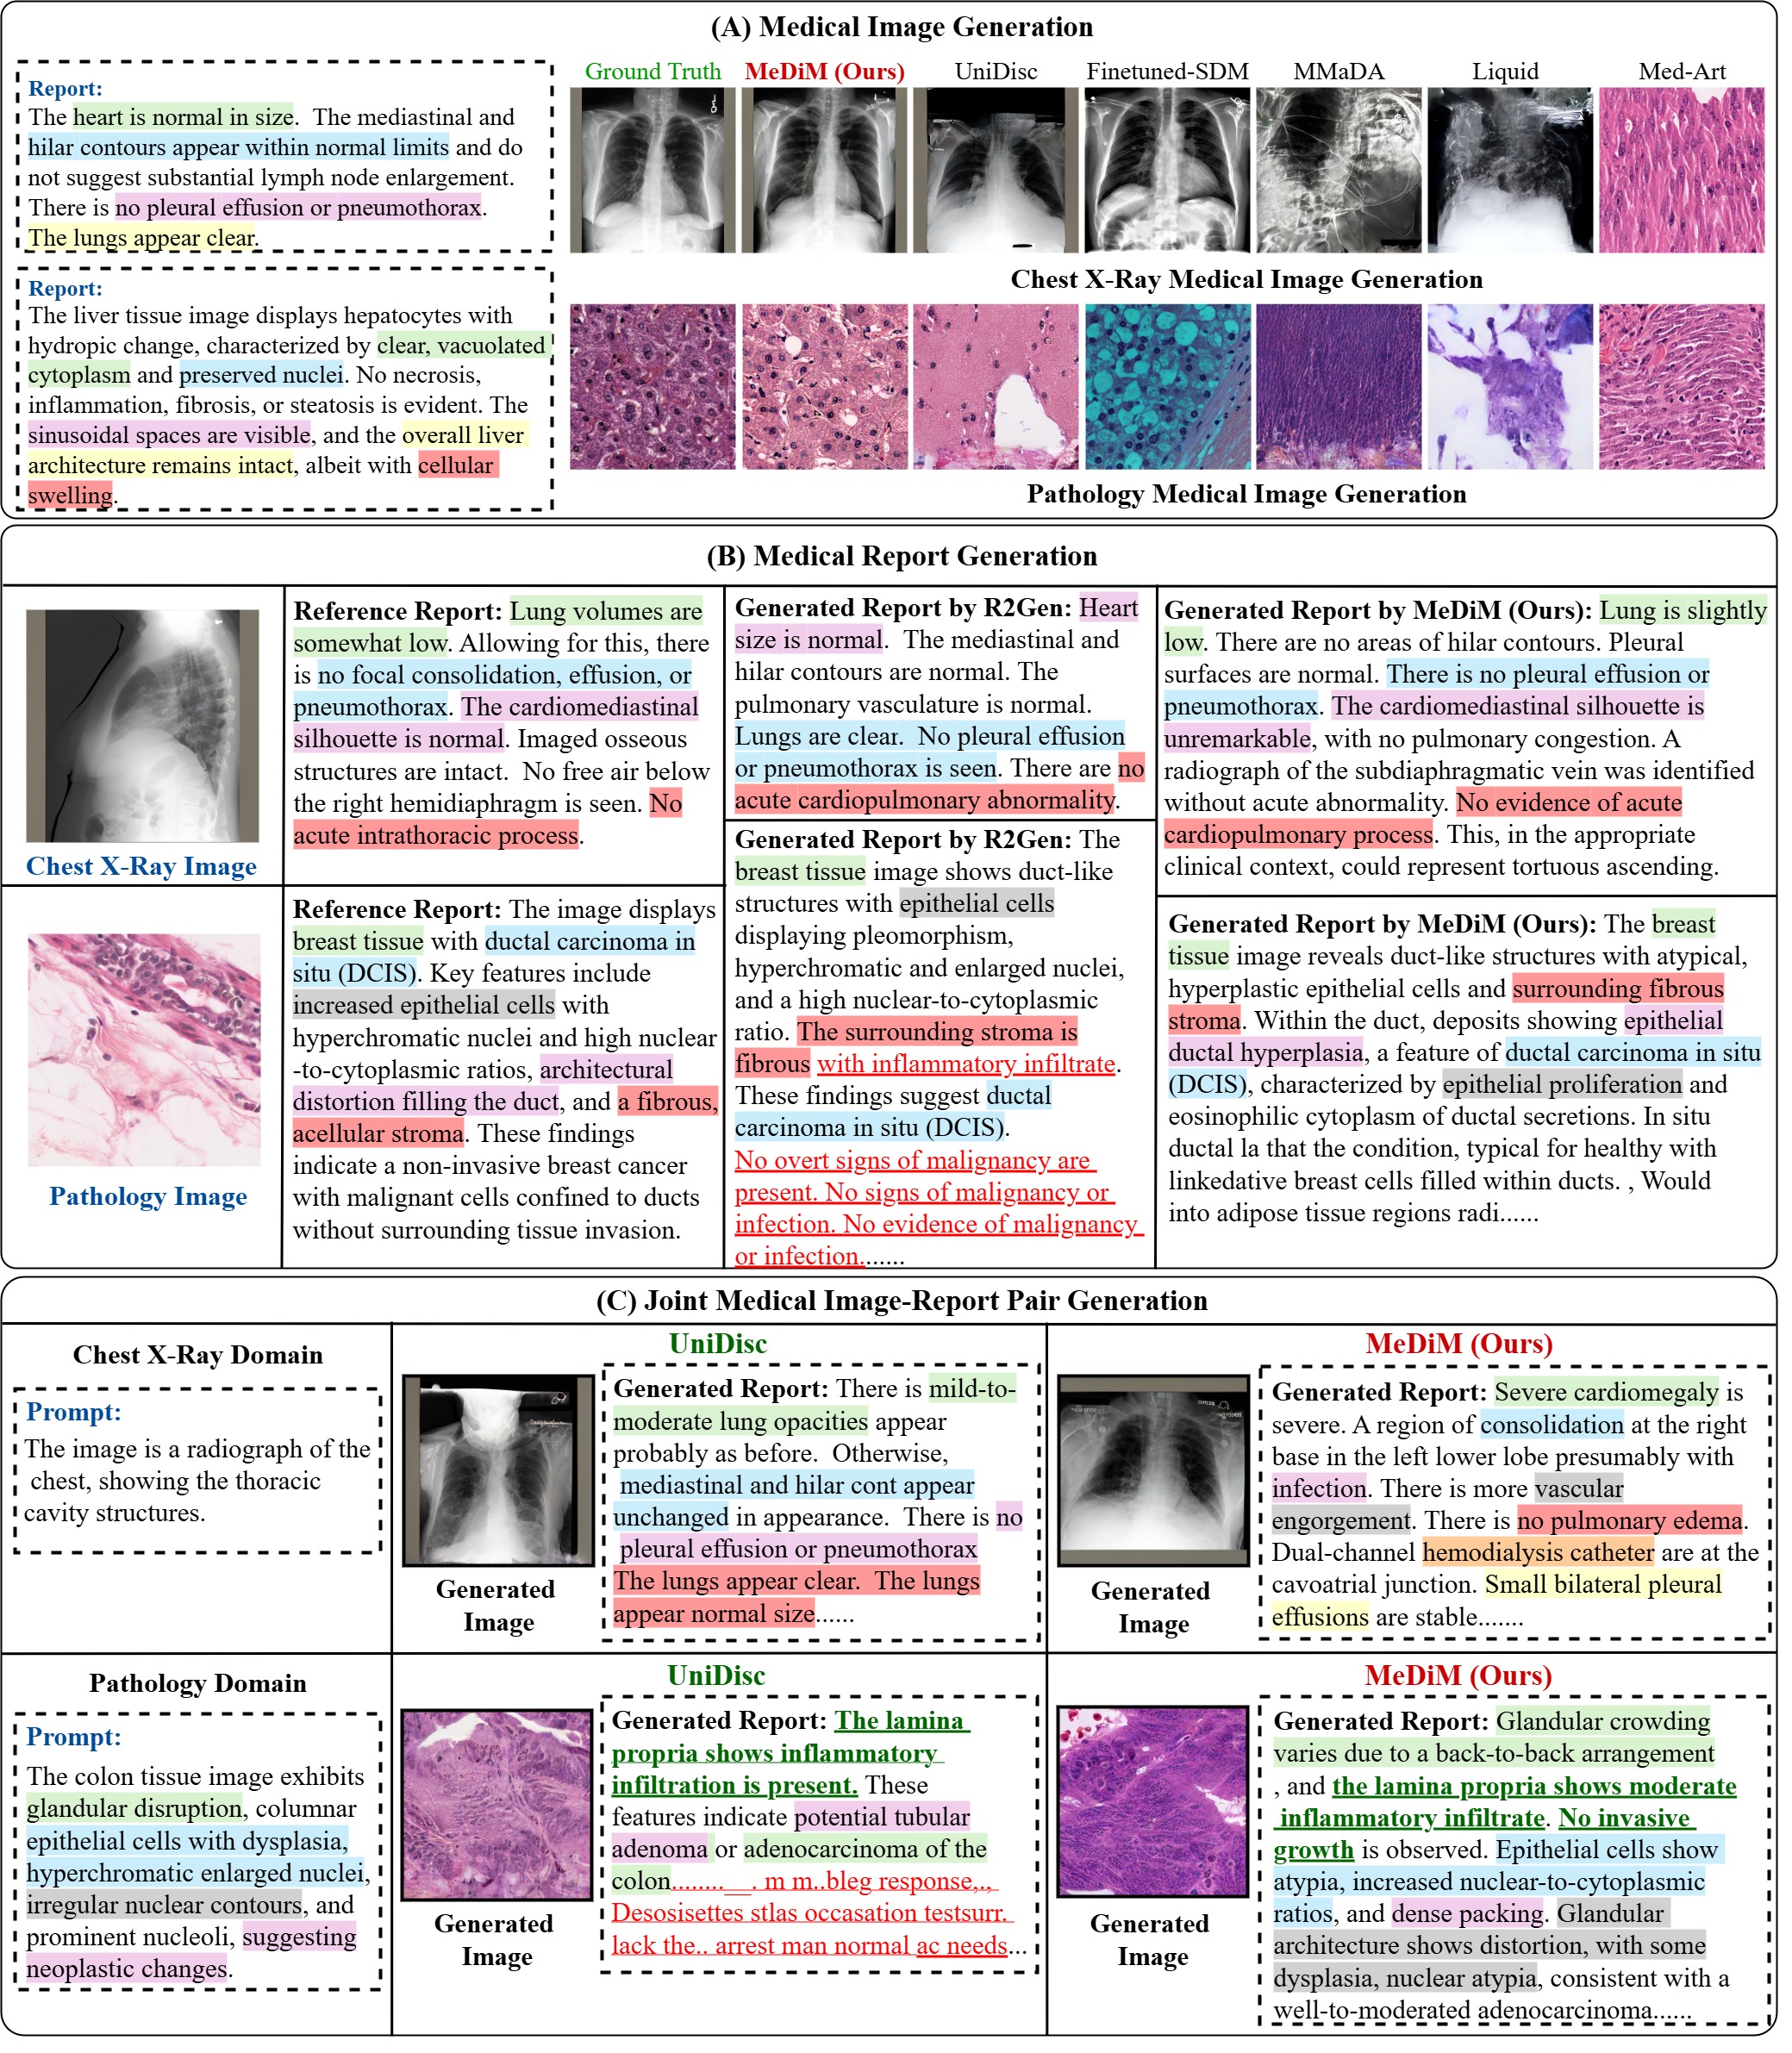 (A) Medical Image Generation
Report:
The heart is normal in size. The mediastinal and
hilar contours appear within normal limits and do
not suggest substantial lymph node enlargement.
There is no pleural effusion or pneumothorax.
The lungs appear clear.
Ground Truth
MeDiM (Ours)
UniDisc
Finetuned-SDM
MMaDA
Liquid
Med-Art
Chest X-Ray Medical Image Generation
Report:
The liver tissue image displays hepatocytes with
hydropic change, characterized by clear, vacuolated
cytoplasm and preserved nuclei. No necrosis,
inflammation, fibrosis, or steatosis is evident. The
sinusoidal spaces are visible, and the overall liver
architecture remains intact, albeit with cellular
swelling.
Pathology Medical Image Generation
(B) Medical Report Generation
Chest X-Ray Image
Reference Report: Lung volumes are
somewhat low. Allowing for this, there
is no focal consolidation, effusion, or
pneumothorax. The cardiomediastinal
silhouette is normal. Imaged osseous
structures are intact. No free air below
the right hemidiaphragm is seen. No
acute intrathoracic process.
Generated Report by R2Gen: Heart
size is normal. The mediastinal and
hilar contours are normal. The
pulmonary vasculature is normal.
Lungs are clear. No pleural effusion
or pneumothorax is seen. There are no
acute cardiopulmonary abnormality.
Generated Report by MeDiM (Ours): Lung is slightly
low. There are no areas of hilar contours. Pleural
surfaces are normal. There is no pleural effusion or
pneumothorax. The cardiomediastinal silhouette is
unremarkable, with no pulmonary congestion. A
radiograph of the subdiaphragmatic vein was identified
without acute abnormality. No evidence of acute
cardiopulmonary process. This, in the appropriate
clinical context, could represent tortuous ascending.
Pathology Image
Reference Report: The image displays
breast tissue with ductal carcinoma in
situ (DCIS). Key features include
increased epithelial cells with
hyperchromatic nuclei and high nuclear
-to-cytoplasmic ratios, architectural
distortion filling the duct, and a fibrous,
acellular stroma. These findings
indicate a non-invasive breast cancer
with malignant cells confined to ducts
without surrounding tissue invasion.
Generated Report by R2Gen: The
breast tissue image shows duct-like
structures with epithelial cells
displaying pleomorphism,
hyperchromatic and enlarged nuclei,
and a high nuclear-to-cytoplasmic
ratio. The surrounding stroma is
fibrous with inflammatory infiltrate.
These findings suggest ductal
carcinoma in situ (DCIS).
No overt signs of malignancy are
present. No signs of malignancy or
infection. No evidence of malignancy
or infection.......
Generated Report by MeDiM (Ours): The breast
tissue image reveals duct-like structures with atypical,
hyperplastic epithelial cells and surrounding fibrous
stroma. Within the duct, deposits showing epithelial
ductal hyperplasia, a feature of ductal carcinoma in situ
(DCIS), characterized by epithelial proliferation and
eosinophilic cytoplasm of ductal secretions. In situ
ductal la that the condition, typical for healthy with
linkedative breast cells filled within ducts. , Would
into adipose tissue regions radi......
(C) Joint Medical Image-Report Pair Generation
Chest X-Ray Domain
Prompt:
The image is a radiograph of the
chest, showing the thoracic
cavity structures.
UniDisc
Generated
Image
Generated Report: There is mild-to-
moderate lung opacities appear
probably as before. Otherwise,
mediastinal and hilar cont appear
unchanged in appearance. There is no
pleural effusion or pneumothorax
The lungs appear clear. The lungs
appear normal size......
MeDiM (Ours)
Generated
Image
Generated Report: Severe cardiomegaly is
severe. A region of consolidation at the right
base in the left lower lobe presumably with
infection. There is more vascular
engorgement. There is no pulmonary edema.
Dual-channel hemodialysis catheter are at the
cavoatrial junction. Small bilateral pleural
effusions are stable.......
Pathology Domain
Prompt:
The colon tissue image exhibits
glandular disruption, columnar
epithelial cells with dysplasia,
hyperchromatic enlarged nuclei,
irregular nuclear contours, and
prominent nucleoli, suggesting
neoplastic changes.
UniDisc
Generated
Image
Generated Report: The lamina
propria shows inflammatory
infiltration is present. These
features indicate potential tubular
adenoma or adenocarcinoma of the
colon........__. m m..bleg response,.,
Desosisettes stlas occasation testsurr.
lack the.. arrest man normal ac needs...
MeDiM (Ours)
Generated
Image
Generated Report: Glandular crowding
varies due to a back-to-back arrangement
, and the lamina propria shows moderate
inflammatory infiltrate. No invasive
growth is observed. Epithelial cells show
atypia, increased nuclear-to-cytoplasmic
ratios, and dense packing. Glandular
architecture shows distortion, with some
dysplasia, nuclear atypia, consistent with a
well-to-moderated adenocarcinoma......